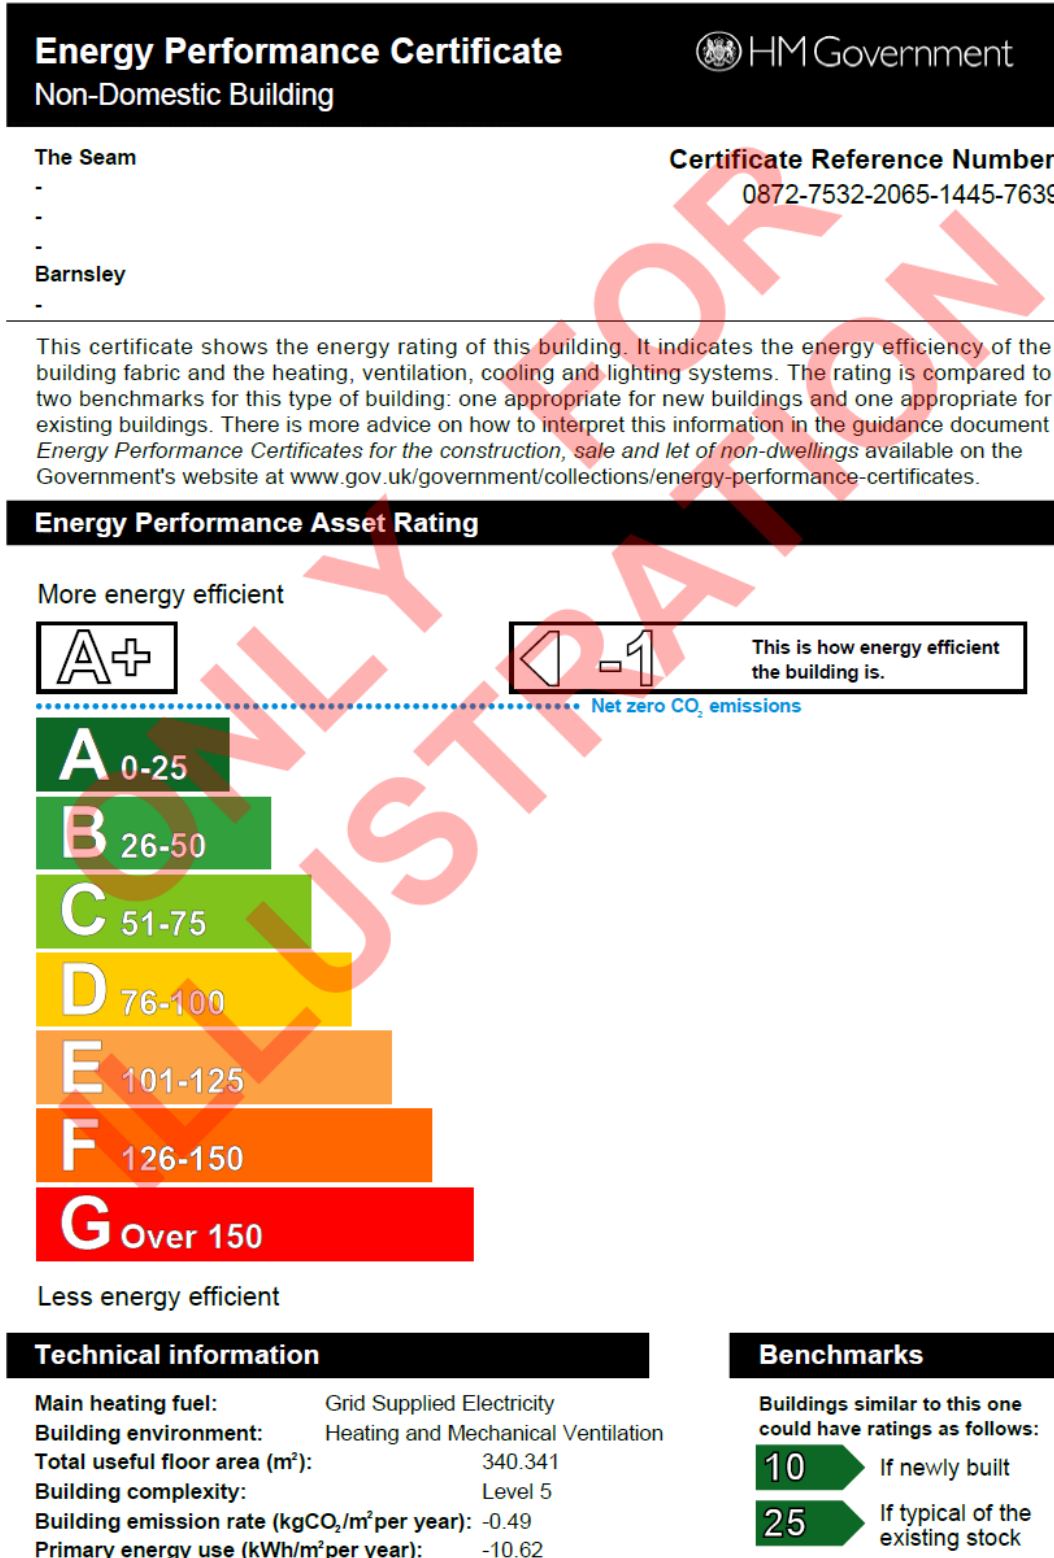 Energy Performance Certificate
HM Government
Non-Domestic Building
The Seam
-
-
-
Barnsley
-
Certificate Reference Number
0872-7532-2065-1445-7639
This certificate shows the energy rating of this building. It indicates the energy efficiency of the
building fabric and the heating, ventilation, cooling and lighting systems. The rating is compared to
two benchmarks for this type of building: one appropriate for new buildings and one appropriate for
existing buildings. There is more advice on how to interpret this information in the guidance document
Energy Performance Certificates for the construction, sale and let of non-dwellings available on the
Government's website at www.gov.uk/government/collections/energy-performance-certificates.
Energy Performance Asset Rating
More energy efficient
A+
-1
This is how energy efficient
the building is.
Net zero CO₂ emissions
A 0-25
B 26-50
C 51-75
D 76-100
E 101-125
F 126-150
G Over 150
Less energy efficient
ONLY FOR
ILLUSTRATION
Technical information
Main heating fuel: Grid Supplied Electricity
Building environment: Heating and Mechanical Ventilation
Total useful floor area (m²): 340.341
Building complexity: Level 5
Building emission rate (kgCO₂/m²per year): -0.49
Primary energy use (kWh/m²per year): -10.62
Benchmarks
Buildings similar to this one
could have ratings as follows:
10 If newly built
25 If typical of the
existing stock